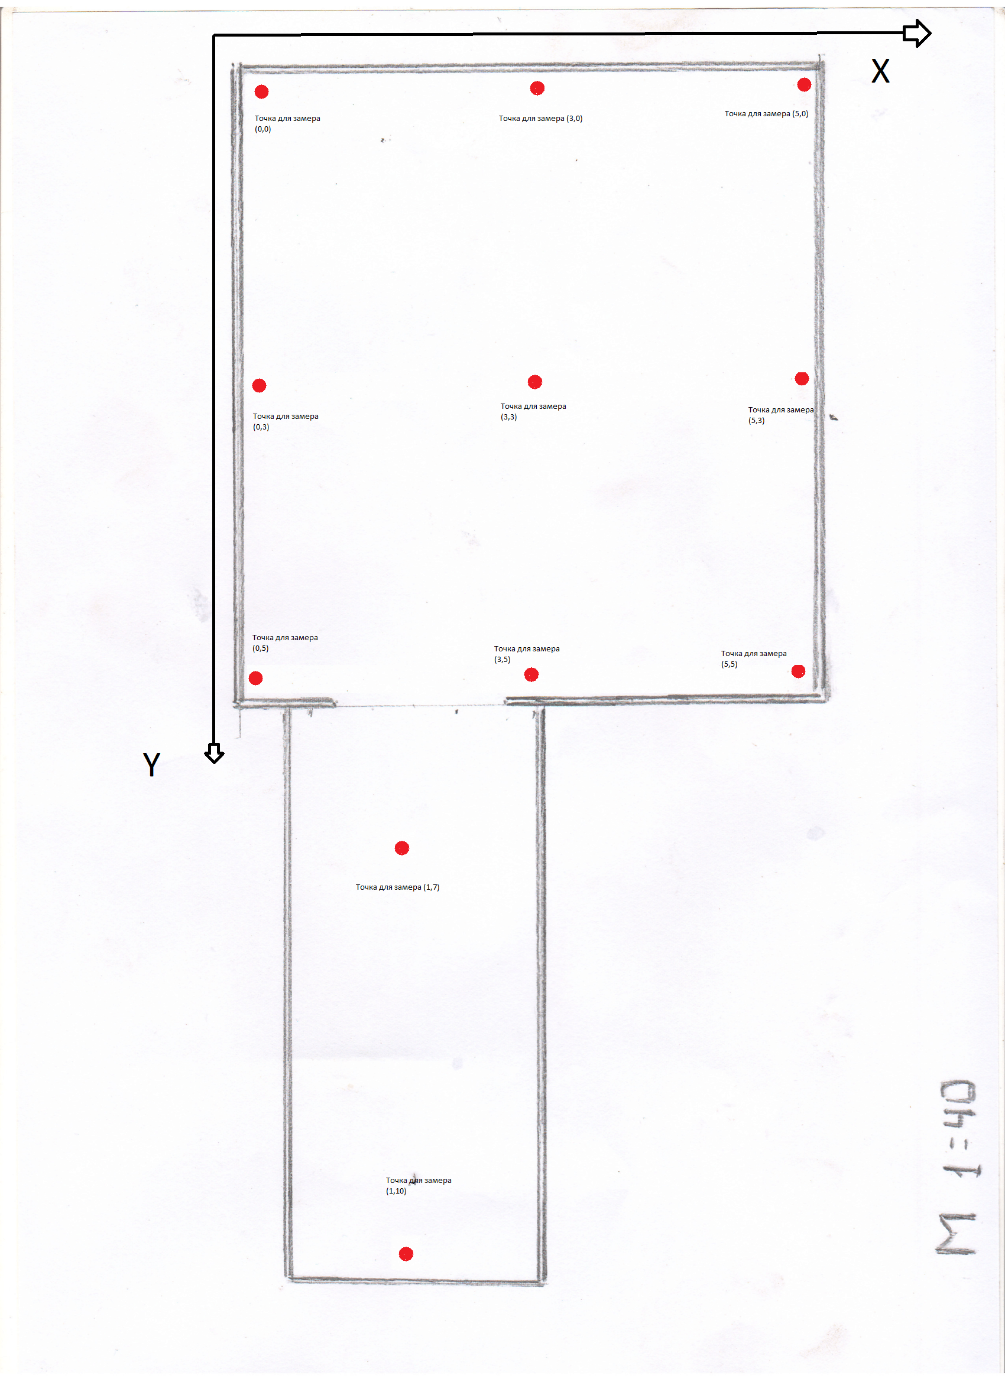 X
Точка для замера
(0,0)
Точка для замера (3,0)
Точка для замера (5,0)
Точка для замера
(0,3)
Точка для замера
(3,3)
Точка для замера
(5,3)
Точка для замера
(0,5)
Точка для замера
(3,5)
Точка для замера
(5,5)
Y
Точка для замера (1,7)
Точка для замера
(1,10)
М 1:40